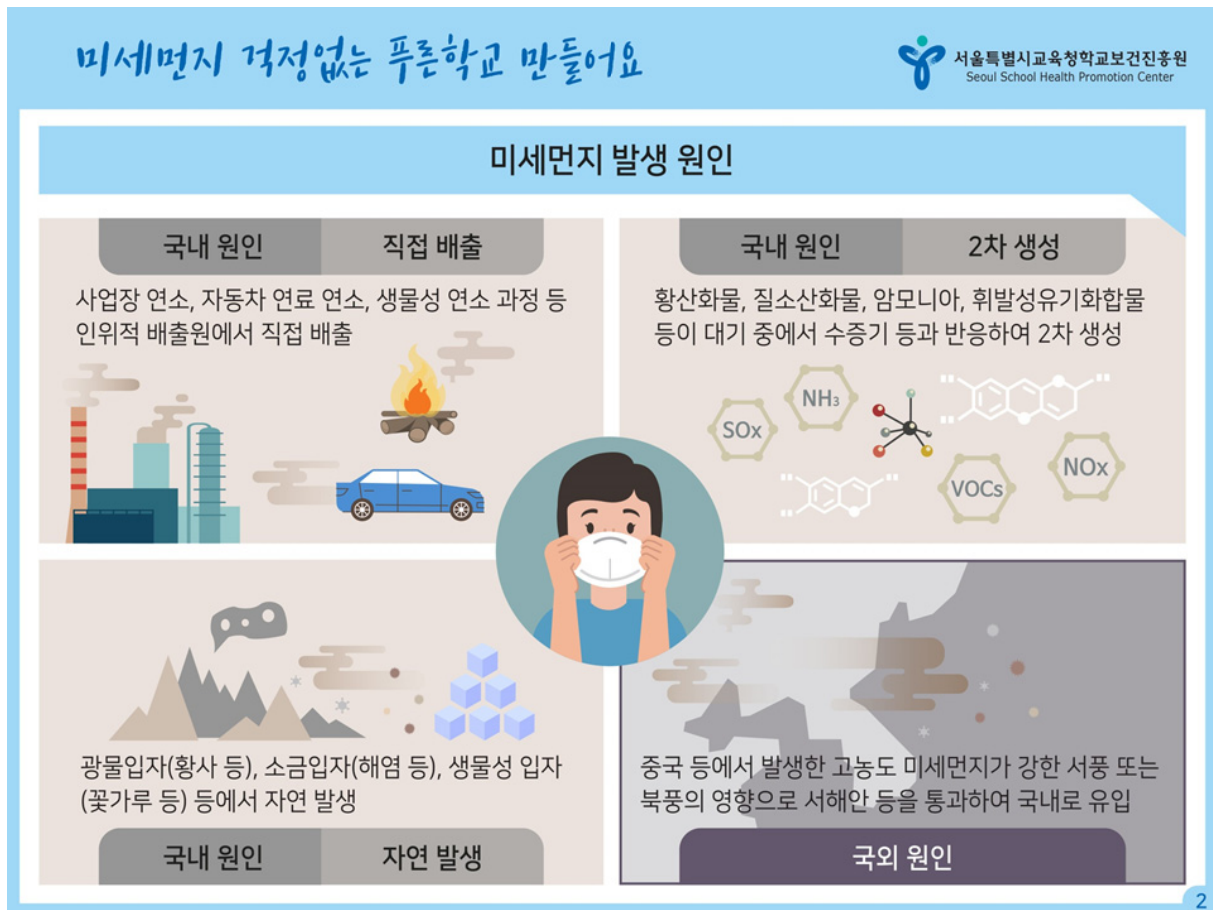 미세먼지 걱정없는 푸른학교 만들어요
서울특별시교육청학교보건진흥원
Seoul School Health Promotion Center
미세먼지 발생 원인
국내 원인 직접 배출
사업장 연소, 자동차 연료 연소, 생물성 연소 과정 등
인위적 배출원에서 직접 배출
국내 원인 2차 생성
황산화물, 질소산화물, 암모니아, 휘발성유기화합물
등이 대기 중에서 수증기 등과 반응하여 2차 생성
SOx
NH₃
VOCs
NOx
광물입자(황사 등), 소금입자(해염 등), 생물성 입자
(꽃가루 등) 등에서 자연 발생
국내 원인 자연 발생
중국 등에서 발생한 고농도 미세먼지가 강한 서풍 또는
북풍의 영향으로 서해안 등을 통과하여 국내로 유입
국외 원인
2